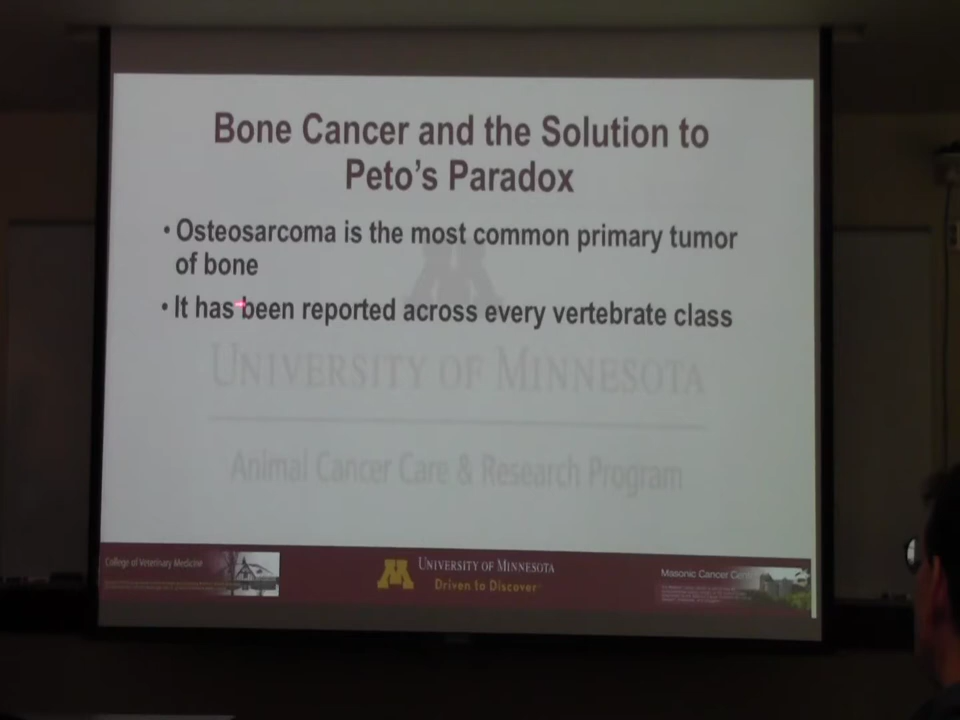 Bone Cancer and the Solution to
Peto's Paradox
• Osteosarcoma is the most common primary tumor
of bone
• It has been reported across every vertebrate class
UNIVERSITY OF MINNESOTA
Animal Cancer Care & Research Program
College of Veterinary Medicine
UNIVERSITY OF MINNESOTA
Driven to Discover
Masonic Cancer